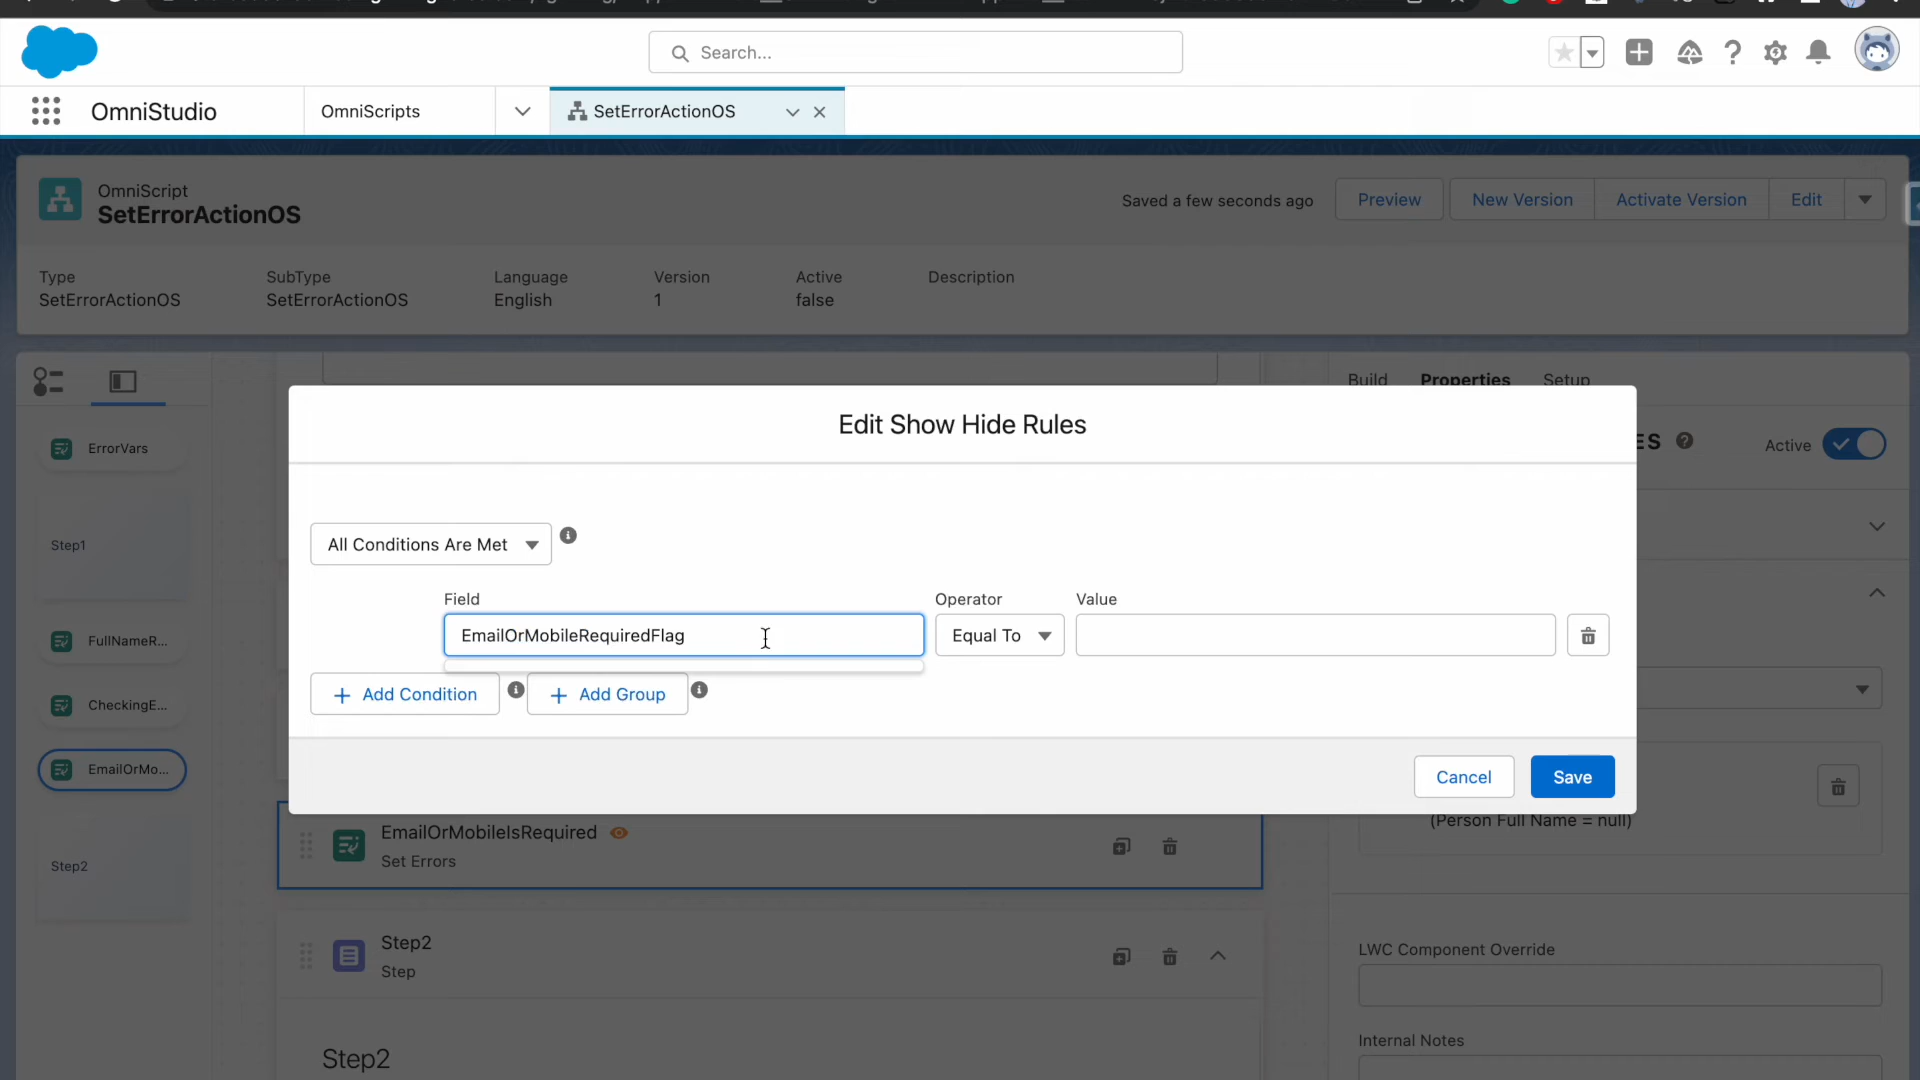 Search...
OmniStudio
OmniScripts
SetErrorActionOS
OmniScript
SetErrorActionOS
Saved a few seconds ago
Preview
New Version
Activate Version
Edit
Type
SetErrorActionOS
SubType
SetErrorActionOS
Language
English
Version
1
Active
false
Description
Build
Properties
Setup
ErrorVars
Step1
FullNameR...
CheckingE...
EmailOrMo...
Step2
ES
Active
Edit Show Hide Rules
All Conditions Are Met
Field
Operator
Value
EmailOrMobileRequiredFlag
Equal To
Add Condition
Add Group
Cancel
Save
(Person Full Name = null)
EmailOrMobileIsRequired
Set Errors
Step2
Step
LWC Component Override
Internal Notes
Step2